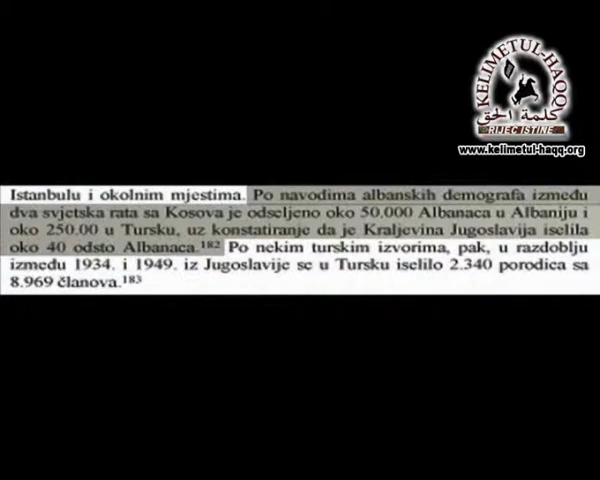 KELIMETUL-HAQQ
كلمة الحق
RIJEČ ISTINE
www.kelimetul-haqq.org
Istanbulu i okolnim mjestima. Po navodima albanskih demografa između
dva svjetska rata sa Kosova je odseljeno oko 50.000 Albanaca u Albaniju i
oko 250.00 u Tursku, uz konstatiranje da je Kraljevina Jugoslavija iselila
oko 40 odsto Albanaca.182 Po nekim turskim izvorima, pak, u razdoblju
između 1934. i 1949. iz Jugoslavije se u Tursku iselilo 2.340 porodica sa
8.969 članova.183